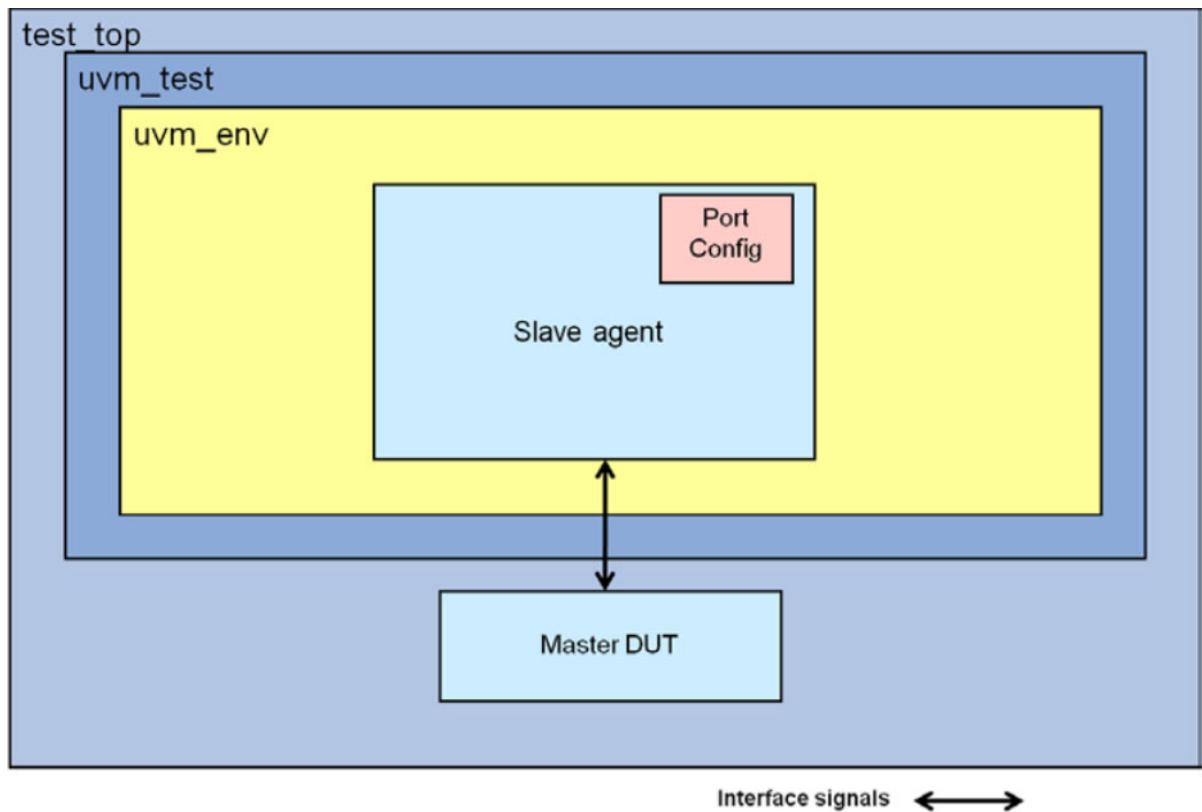 test_top
uvm_test
uvm_env
Port
Config
Slave agent
Master DUT
Interface signals